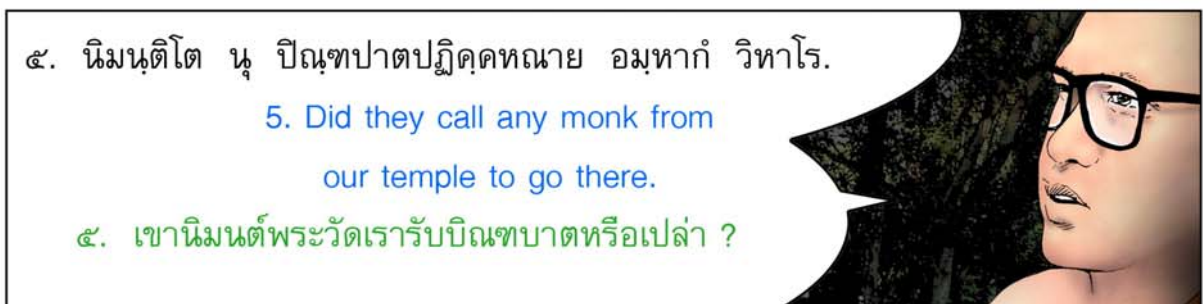 ๕. นิมนฺติโต นุ ปิณฺฑปาตปฏิคฺคหณาย อมฺหากํ วิหาโร.
5. Did they call any monk from
our temple to go there.
๕. เขานิมนต์พระวัดเรารับบิณฑบาตหรือเปล่า ?